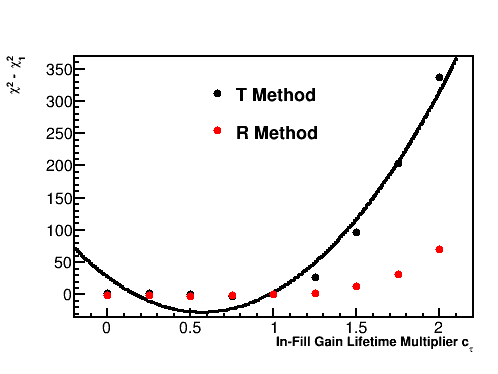 χ² - χ²₁
350
300
250
200
150
100
50
0
T Method
R Method
0 0.5 1 1.5 2
In-Fill Gain Lifetime Multiplier c_τ